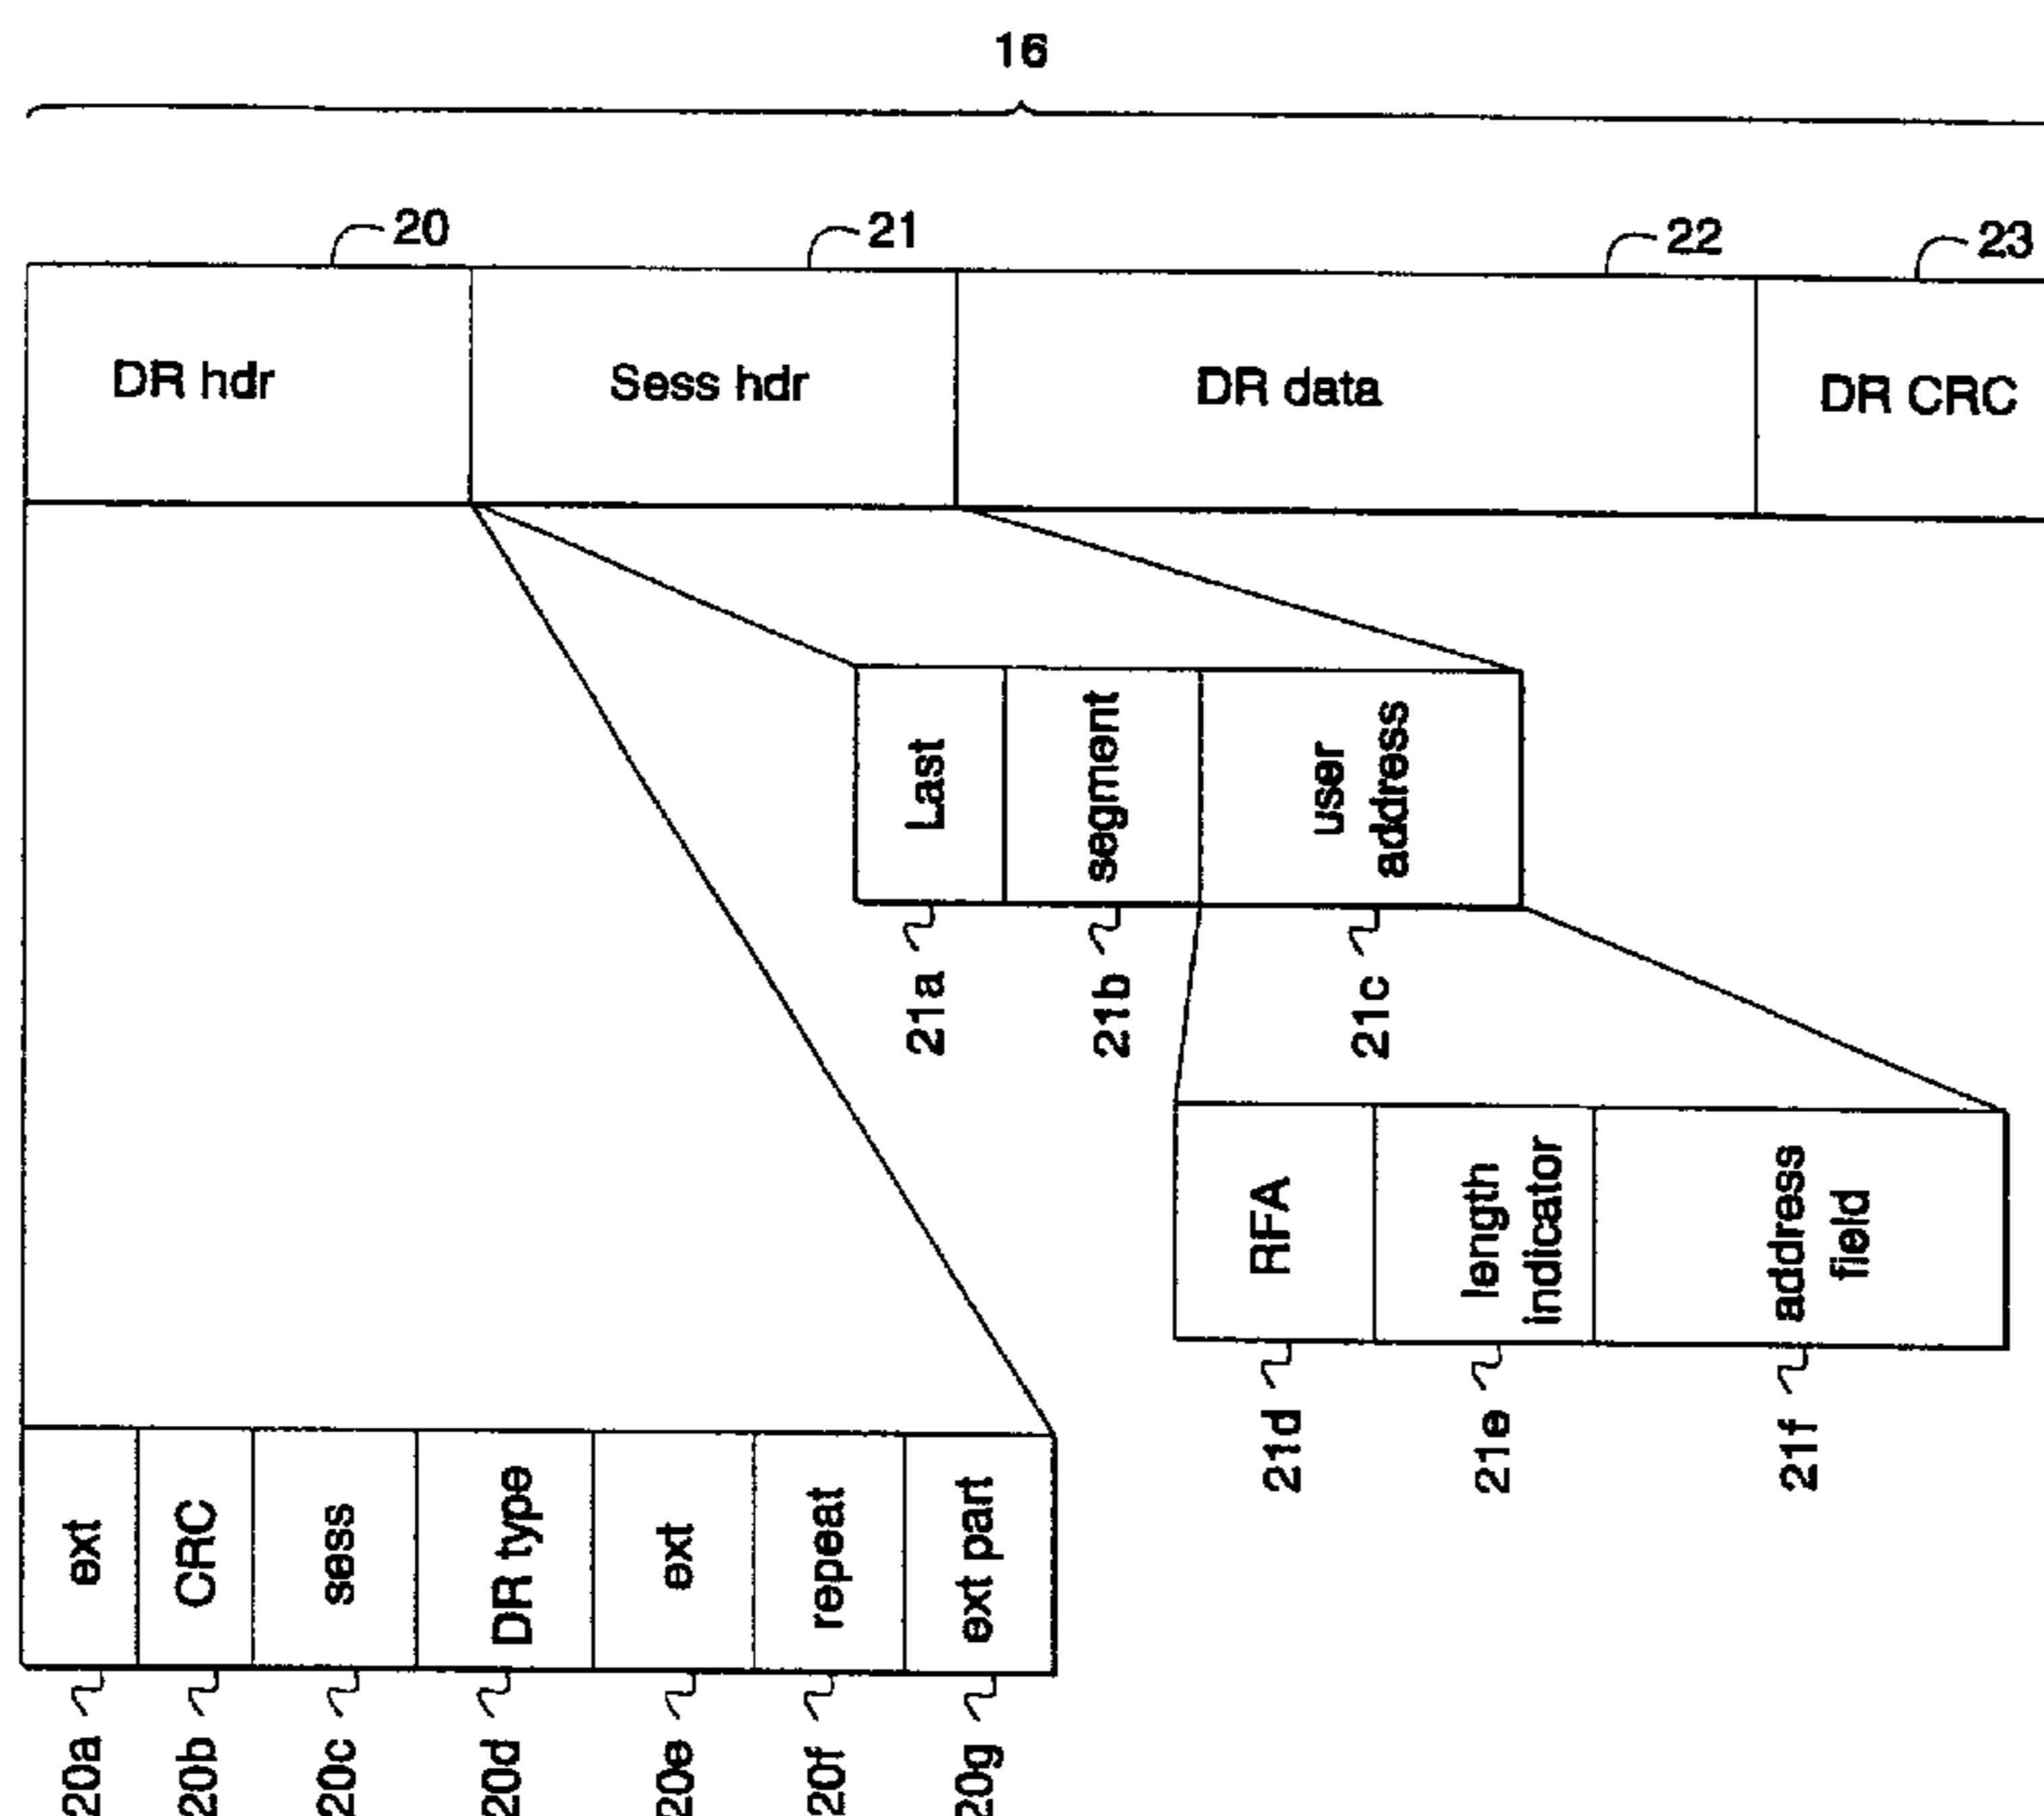 16
20
21
22
23
DR hdr
Sess hdr
DR data
DR CRC
Last
segment
user
address
21a
21b
21c
RFA
length
indicator
address
field
21d
21e
21f
ext
CRC
sess
DR type
ext
repeat
ext part
20a
20b
20c
20d
20e
20f
20g